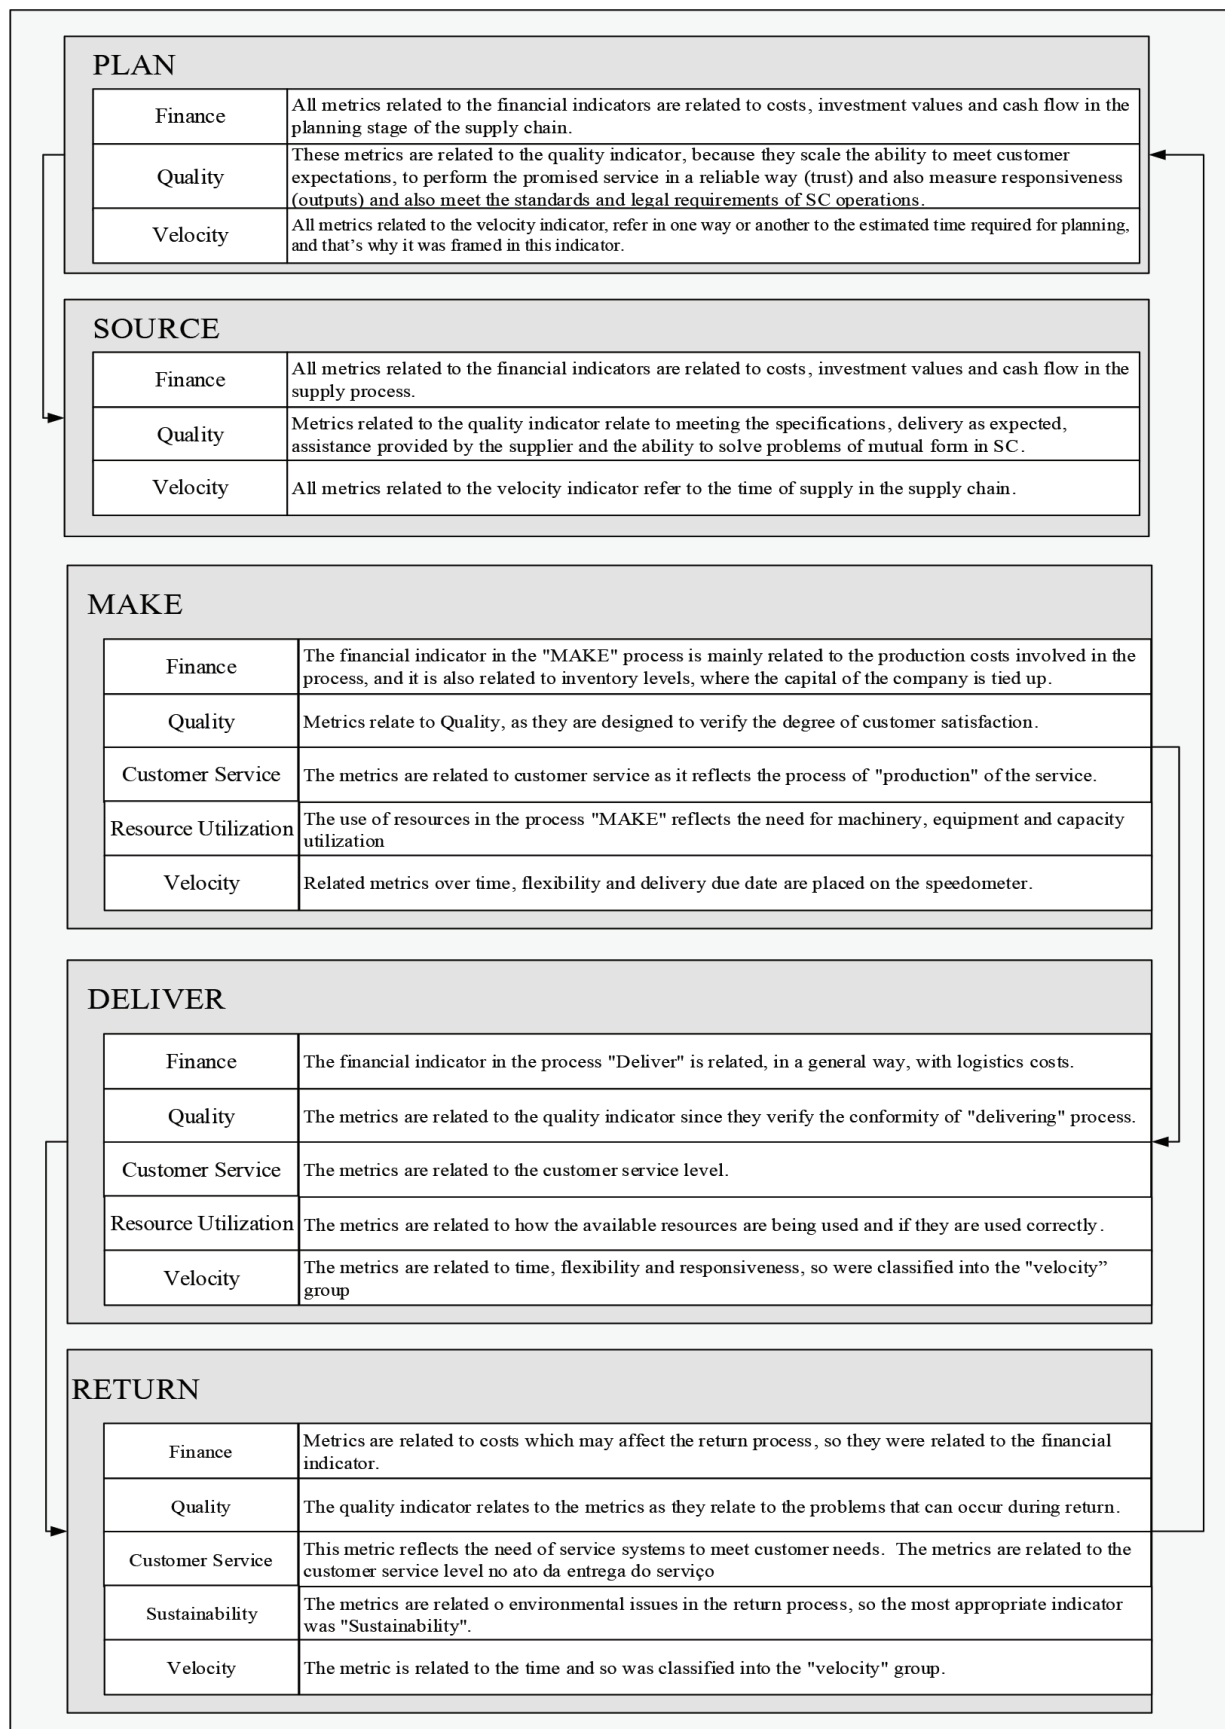 PLAN
Finance
All metrics related to the financial indicators are related to costs, investment values and cash flow in the
planning stage of the supply chain.
Quality
These metrics are related to the quality indicator, because they scale the ability to meet customer
expectations, to perform the promised service in a reliable way (trust) and also measure responsiveness
(outputs) and also meet the standards and legal requirements of SC operations.
Velocity
All metrics related to the velocity indicator, refer in one way or another to the estimated time required for planning,
and that's why it was framed in this indicator.
SOURCE
Finance
All metrics related to the financial indicators are related to costs, investment values and cash flow in the
supply process.
Quality
Metrics related to the quality indicator relate to meeting the specifications, delivery as expected,
assistance provided by the supplier and the ability to solve problems of mutual form in SC.
Velocity
All metrics related to the velocity indicator refer to the time of supply in the supply chain.
MAKE
Finance
The financial indicator in the "MAKE" process is mainly related to the production costs involved in the
process, and it is also related to inventory levels, where the capital of the company is tied up.
Quality
Metrics relate to Quality, as they are designed to verify the degree of customer satisfaction.
Customer Service
The metrics are related to customer service as it reflects the process of "production" of the service.
Resource Utilization
The use of resources in the process "MAKE" reflects the need for machinery, equipment and capacity
utilization
Velocity
Related metrics over time, flexibility and delivery due date are placed on the speedometer.
DELIVER
Finance
The financial indicator in the process "Deliver" is related, in a general way, with logistics costs.
Quality
The metrics are related to the quality indicator since they verify the conformity of "delivering" process.
Customer Service
The metrics are related to the customer service level.
Resource Utilization
The metrics are related to how the available resources are being used and if they are used correctly.
Velocity
The metrics are related to time, flexibility and responsiveness, so were classified into the "velocity”
group
RETURN
Finance
Metrics are related to costs which may affect the return process, so they were related to the financial
indicator.
Quality
The quality indicator relates to the metrics as they relate to the problems that can occur during return.
Customer Service
This metric reflects the need of service systems to meet customer needs. The metrics are related to the
customer service level no ato da entrega do serviço
Sustainability
The metrics are related o environmental issues in the return process, so the most appropriate indicator
was "Sustainability".
Velocity
The metric is related to the time and so was classified into the "velocity" group.